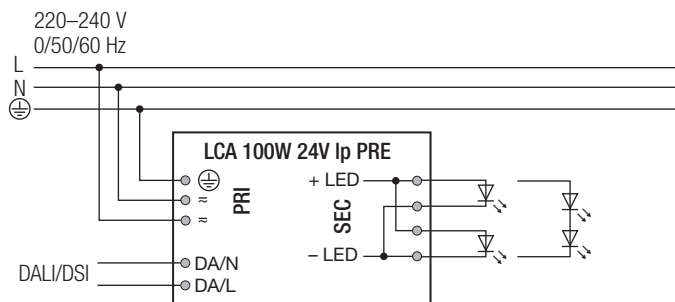 220–240 V
0/50/60 Hz
L
N
LCA 100W 24V lp PRE
PRI
≈
≈
+ LED
SEC
– LED
DALI/DSI
DA/N
DA/L